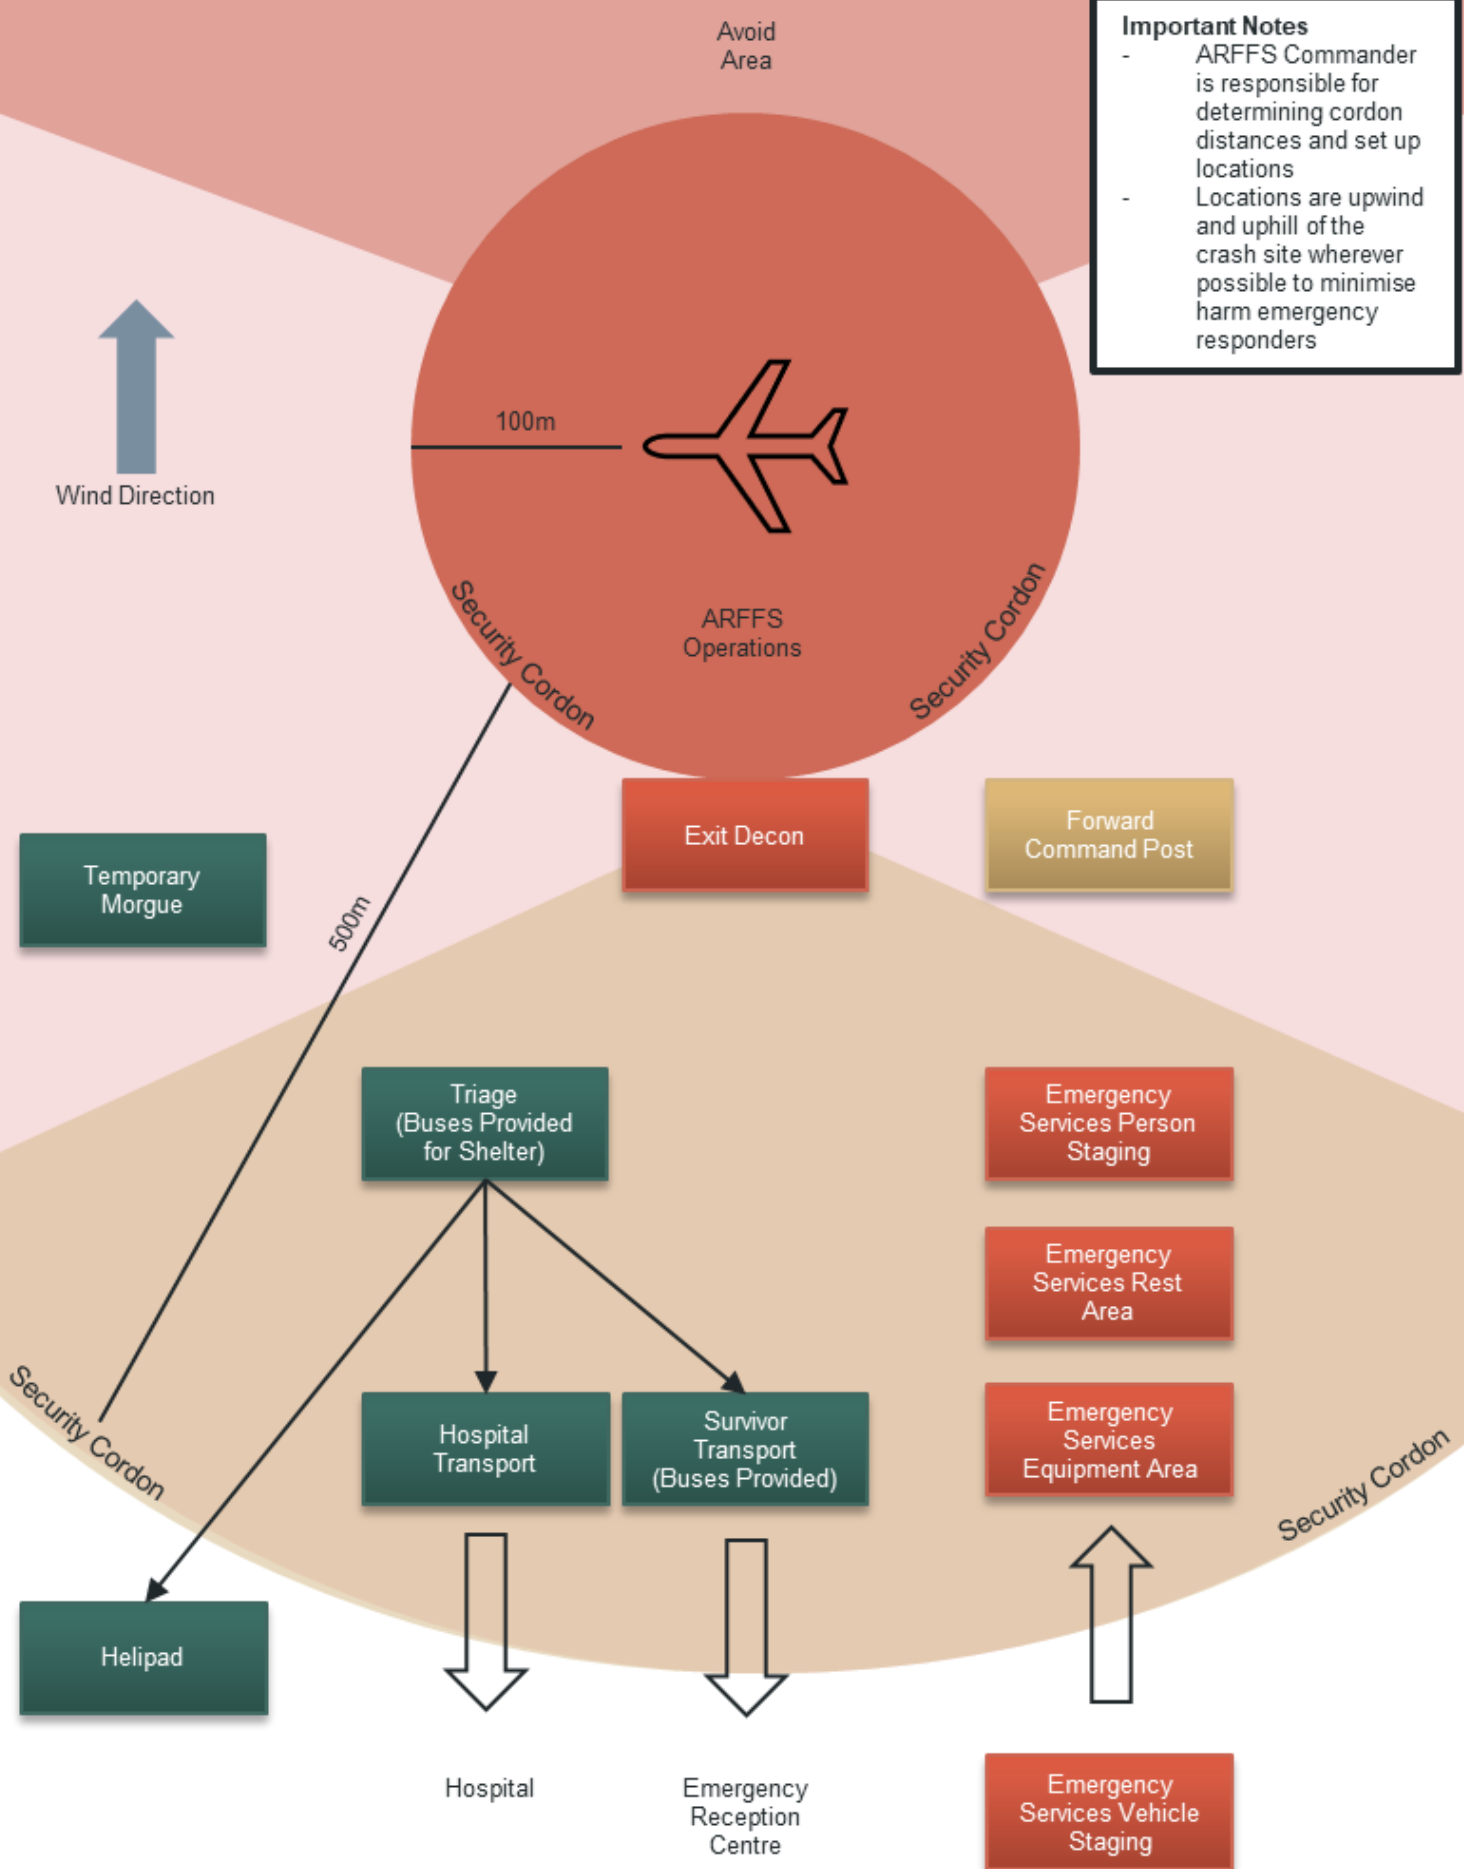 Avoid
Area
Important Notes
- ARFFS Commander
is responsible for
determining cordon
distances and set up
locations
- Locations are upwind
and uphill of the
crash site wherever
possible to minimise
harm emergency
responders
100m
Wind Direction
ARFFS
Operations
Security Cordon
Security Cordon
Exit Decon
Forward
Command Post
Temporary
Morgue
500m
Triage
(Buses Provided
for Shelter)
Emergency
Services Person
Staging
Emergency
Services Rest
Area
Security Cordon
Hospital
Transport
Survivor
Transport
(Buses Provided)
Emergency
Services
Equipment Area
Security Cordon
Helipad
Hospital
Emergency
Reception
Centre
Emergency
Services Vehicle
Staging